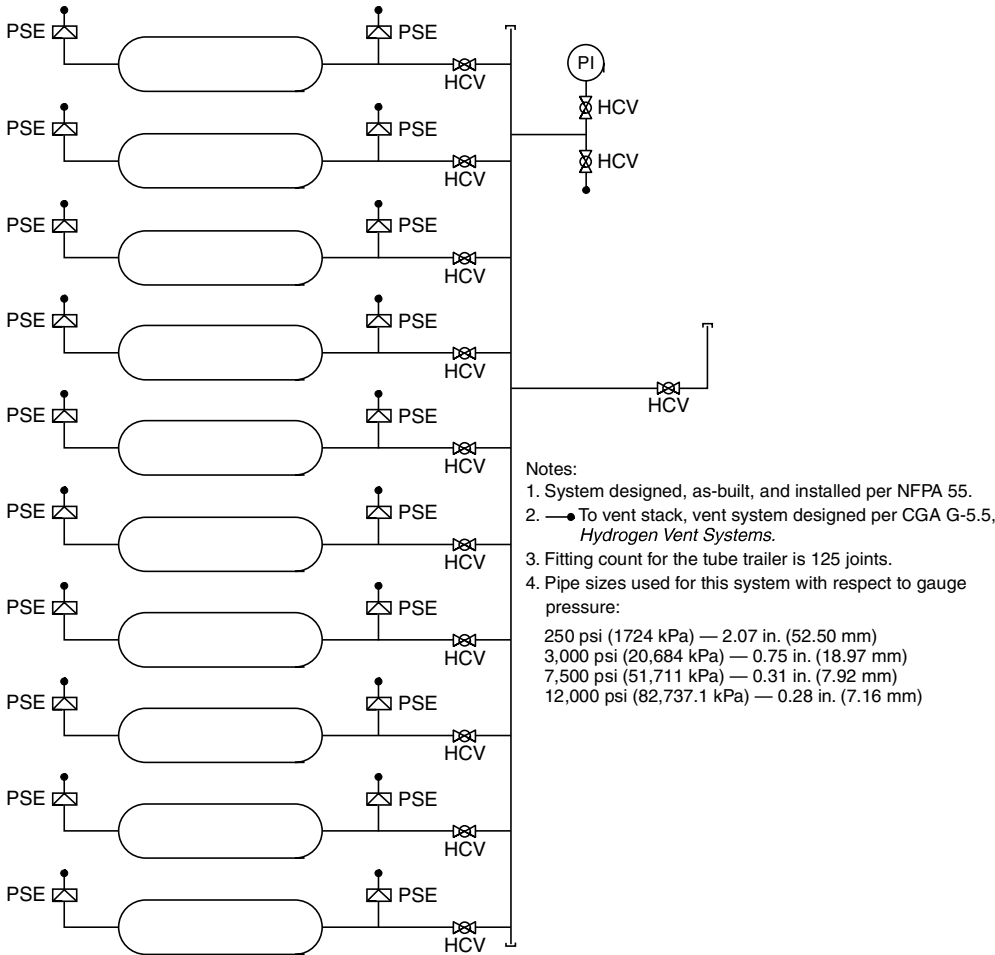 PSE PSE
HCV
PI
HCV
PSE PSE
HCV
HCV
PSE PSE
HCV
PSE PSE
HCV
HCV
PSE PSE
HCV
PSE PSE
HCV
PSE PSE
HCV
PSE PSE
HCV
PSE PSE
HCV
PSE PSE
HCV
Notes:
1. System designed, as-built, and installed per NFPA 55.
2. To vent stack, vent system designed per CGA G-5.5,
Hydrogen Vent Systems.
3. Fitting count for the tube trailer is 125 joints.
4. Pipe sizes used for this system with respect to gauge
pressure:
250 psi (1724 kPa) — 2.07 in. (52.50 mm)
3,000 psi (20,684 kPa) — 0.75 in. (18.97 mm)
7,500 psi (51,711 kPa) — 0.31 in. (7.92 mm)
12,000 psi (82,737.1 kPa) — 0.28 in. (7.16 mm)